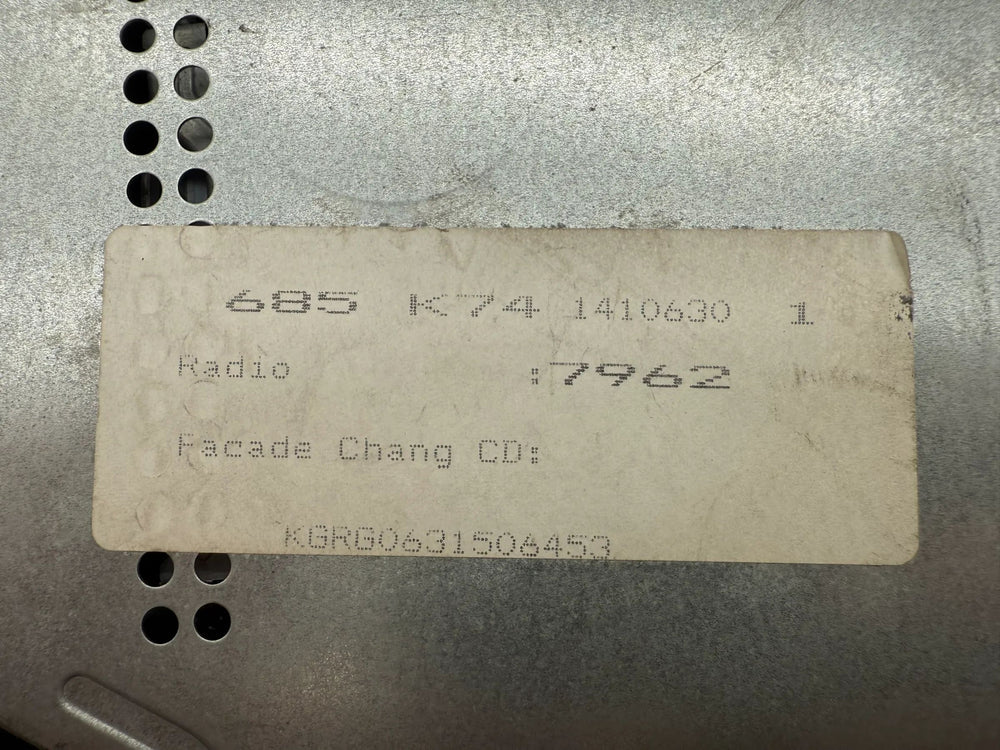 685 K74 1410630 1
Radio :7962
Facade Chang CD:
KGRG0631506453